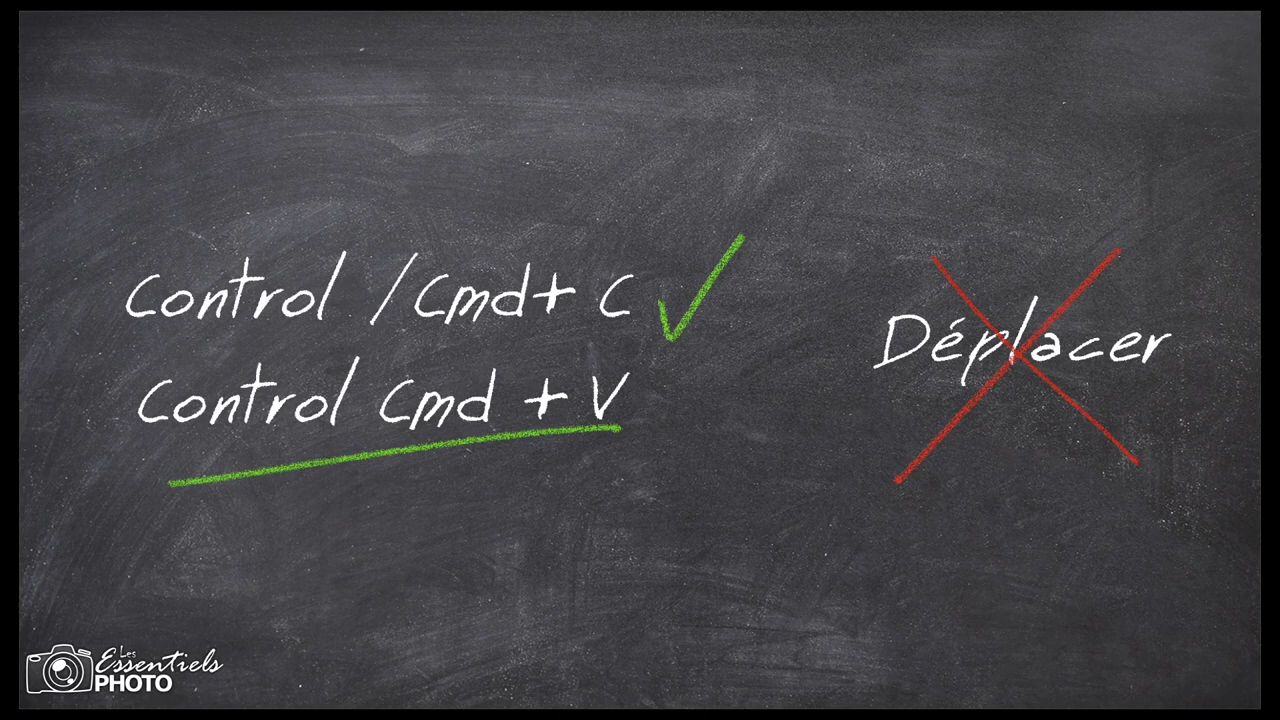 Control / Cmd + C
Control Cmd + V
Déplacer
Les
Essentiels
PHOTO